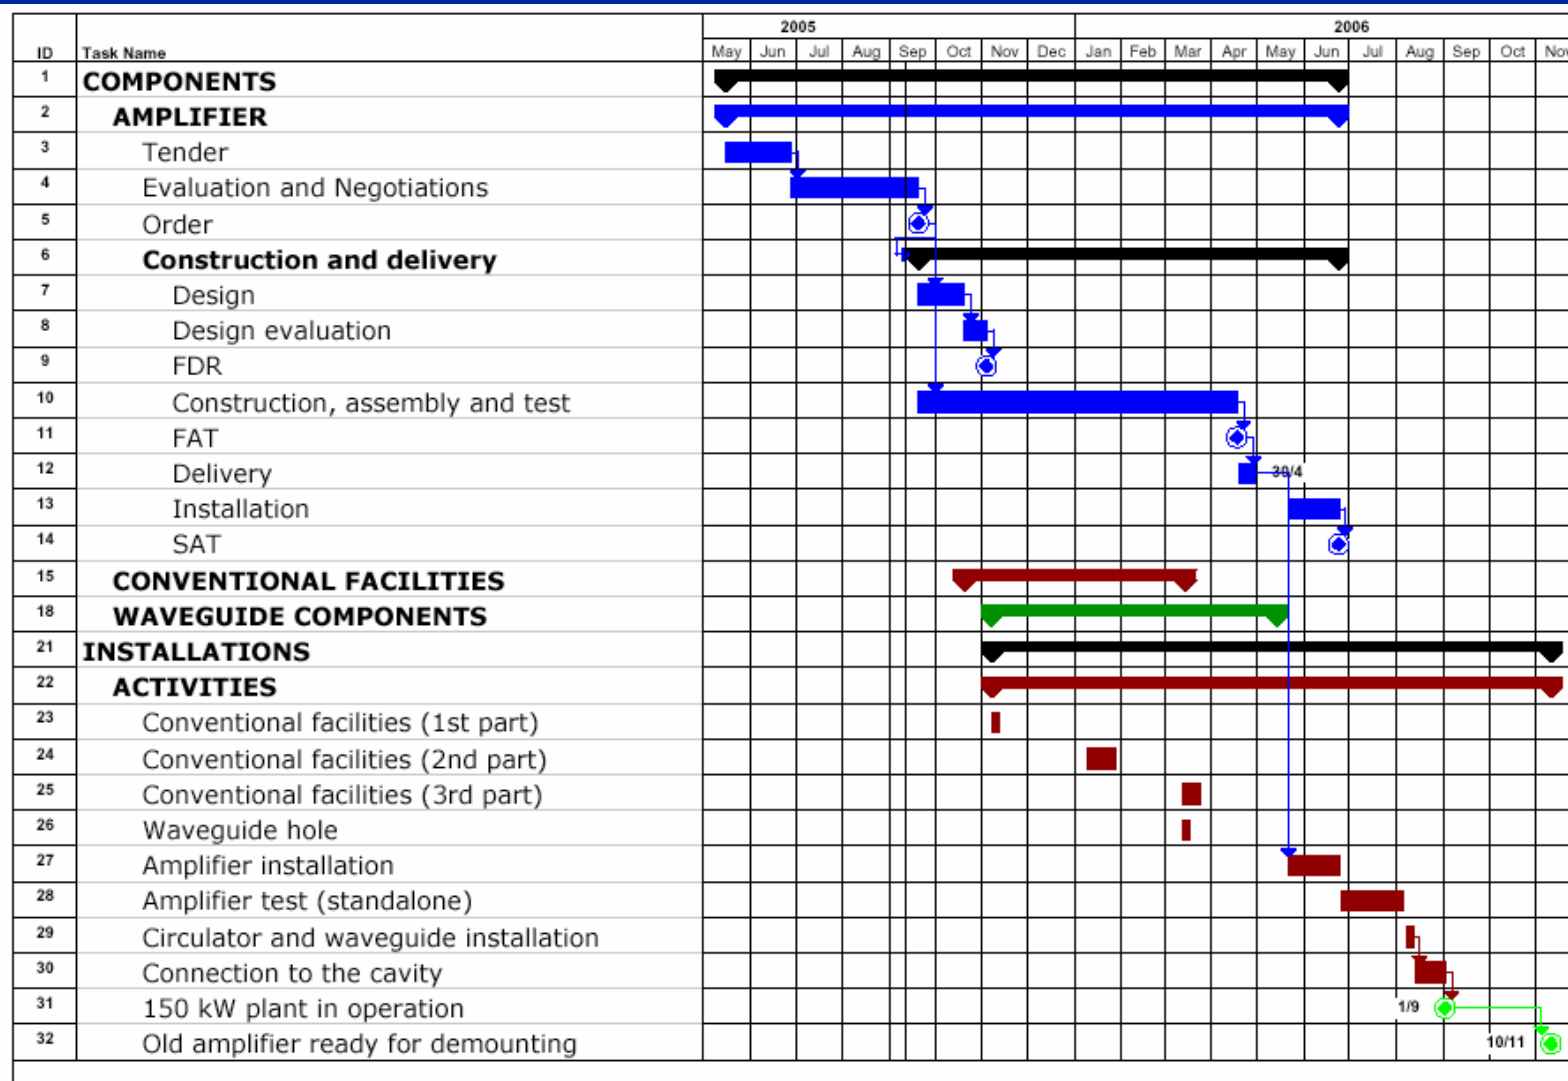 2005 2006
ID Task Name May Jun Jul Aug Sep Oct Nov Dec Jan Feb Mar Apr May Jun Jul Aug Sep Oct Nov
1 COMPONENTS
2 AMPLIFIER
3 Tender
4 Evaluation and Negotiations
5 Order
6 Construction and delivery
7 Design
8 Design evaluation
9 FDR
10 Construction, assembly and test
11 FAT
12 Delivery 30/4
13 Installation
14 SAT
15 CONVENTIONAL FACILITIES
18 WAVEGUIDE COMPONENTS
21 INSTALLATIONS
22 ACTIVITIES
23 Conventional facilities (1st part)
24 Conventional facilities (2nd part)
25 Conventional facilities (3rd part)
26 Waveguide hole
27 Amplifier installation
28 Amplifier test (standalone)
29 Circulator and waveguide installation
30 Connection to the cavity
31 150 kW plant in operation 1/9
32 Old amplifier ready for demounting 10/11